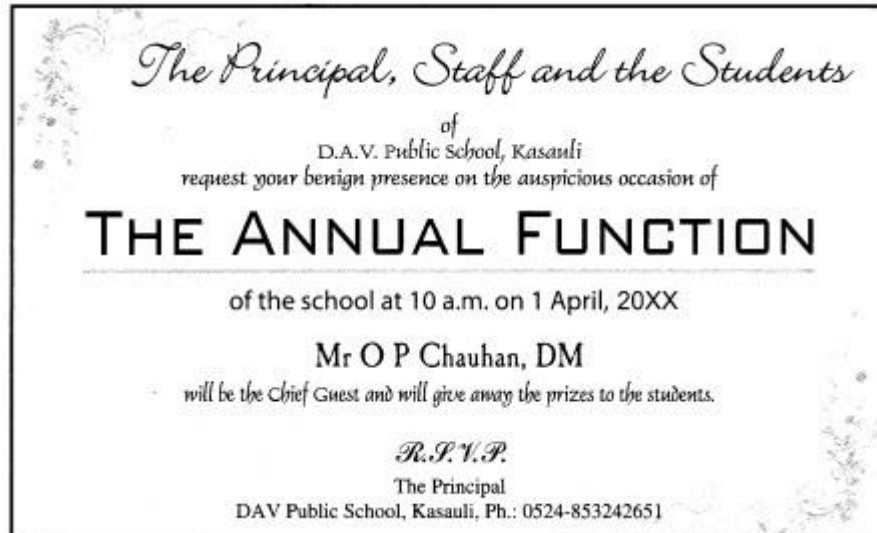 The Principal, Staff and the Students
of
D.A.V. Public School, Kasauli
request your benign presence on the auspicious occasion of
THE ANNUAL FUNCTION
of the school at 10 a.m. on 1 April, 20XX
Mr O P Chauhan, DM
will be the Chief Guest and will give away the prizes to the students.
R.S.V.P.
The Principal
DAV Public School, Kasauli, Ph.: 0524-853242651